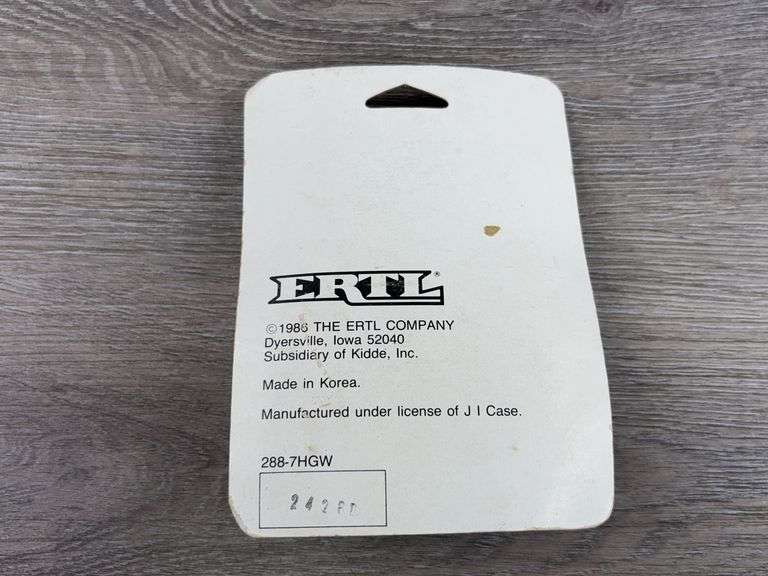 ERTL®
©1986 THE ERTL COMPANY
Dyersville, Iowa 52040
Subsidiary of Kidde, Inc.
Made in Korea.
Manufactured under license of J I Case.
288-7HGW